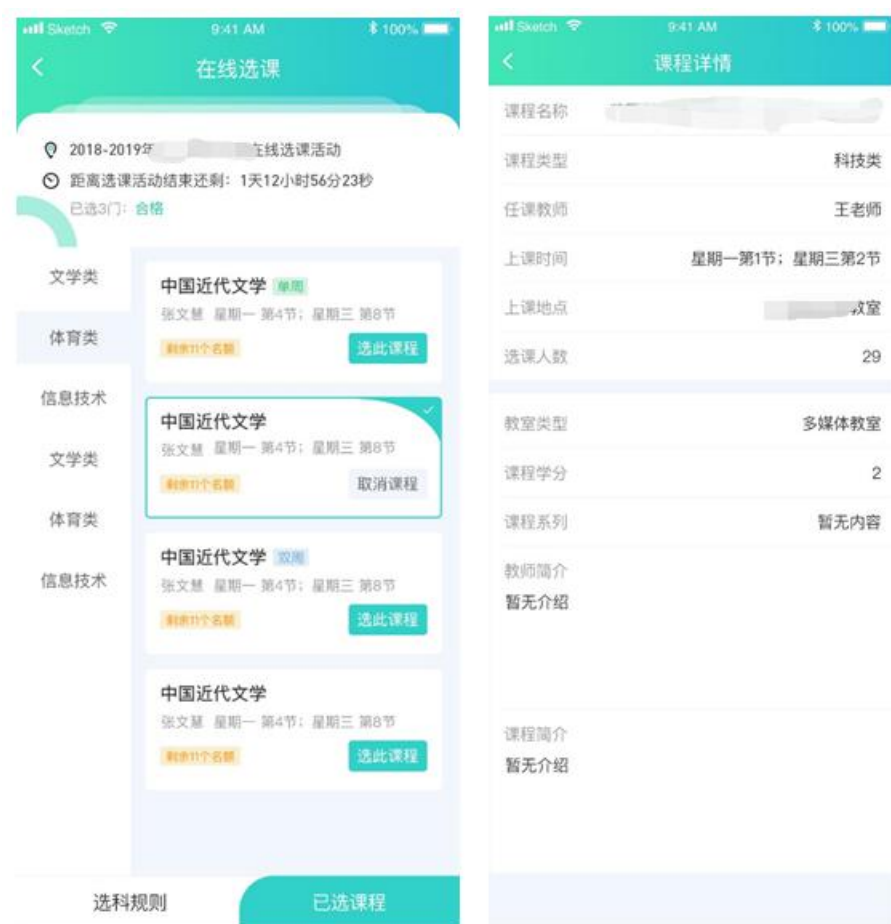 Sketch 9:41 AM 100%
在线选课
2018-2019年 在线选课活动
距离选课活动结束还剩：1天12小时56分23秒
已选3门：合格
文学类
体育类
信息技术
文学类
体育类
信息技术
中国近代文学 单周
张文慧 星期一 第4节；星期三 第8节
剩余11个名额 选此课程
中国近代文学
张文慧 星期一 第4节；星期三 第8节
剩余11个名额 取消课程
中国近代文学 双周
张文慧 星期一 第4节；星期三 第8节
剩余11个名额 选此课程
中国近代文学
张文慧 星期一 第4节；星期三 第8节
剩余11个名额 选此课程
选科规则 已选课程
Sketch 9:41 AM 100%
课程详情
课程名称
课程类型 科技类
任课教师 王老师
上课时间 星期一第1节；星期三第2节
上课地点 教室
选课人数 29
教室类型 多媒体教室
课程学分 2
课程系列 暂无内容
教师简介
暂无介绍
课程简介
暂无介绍